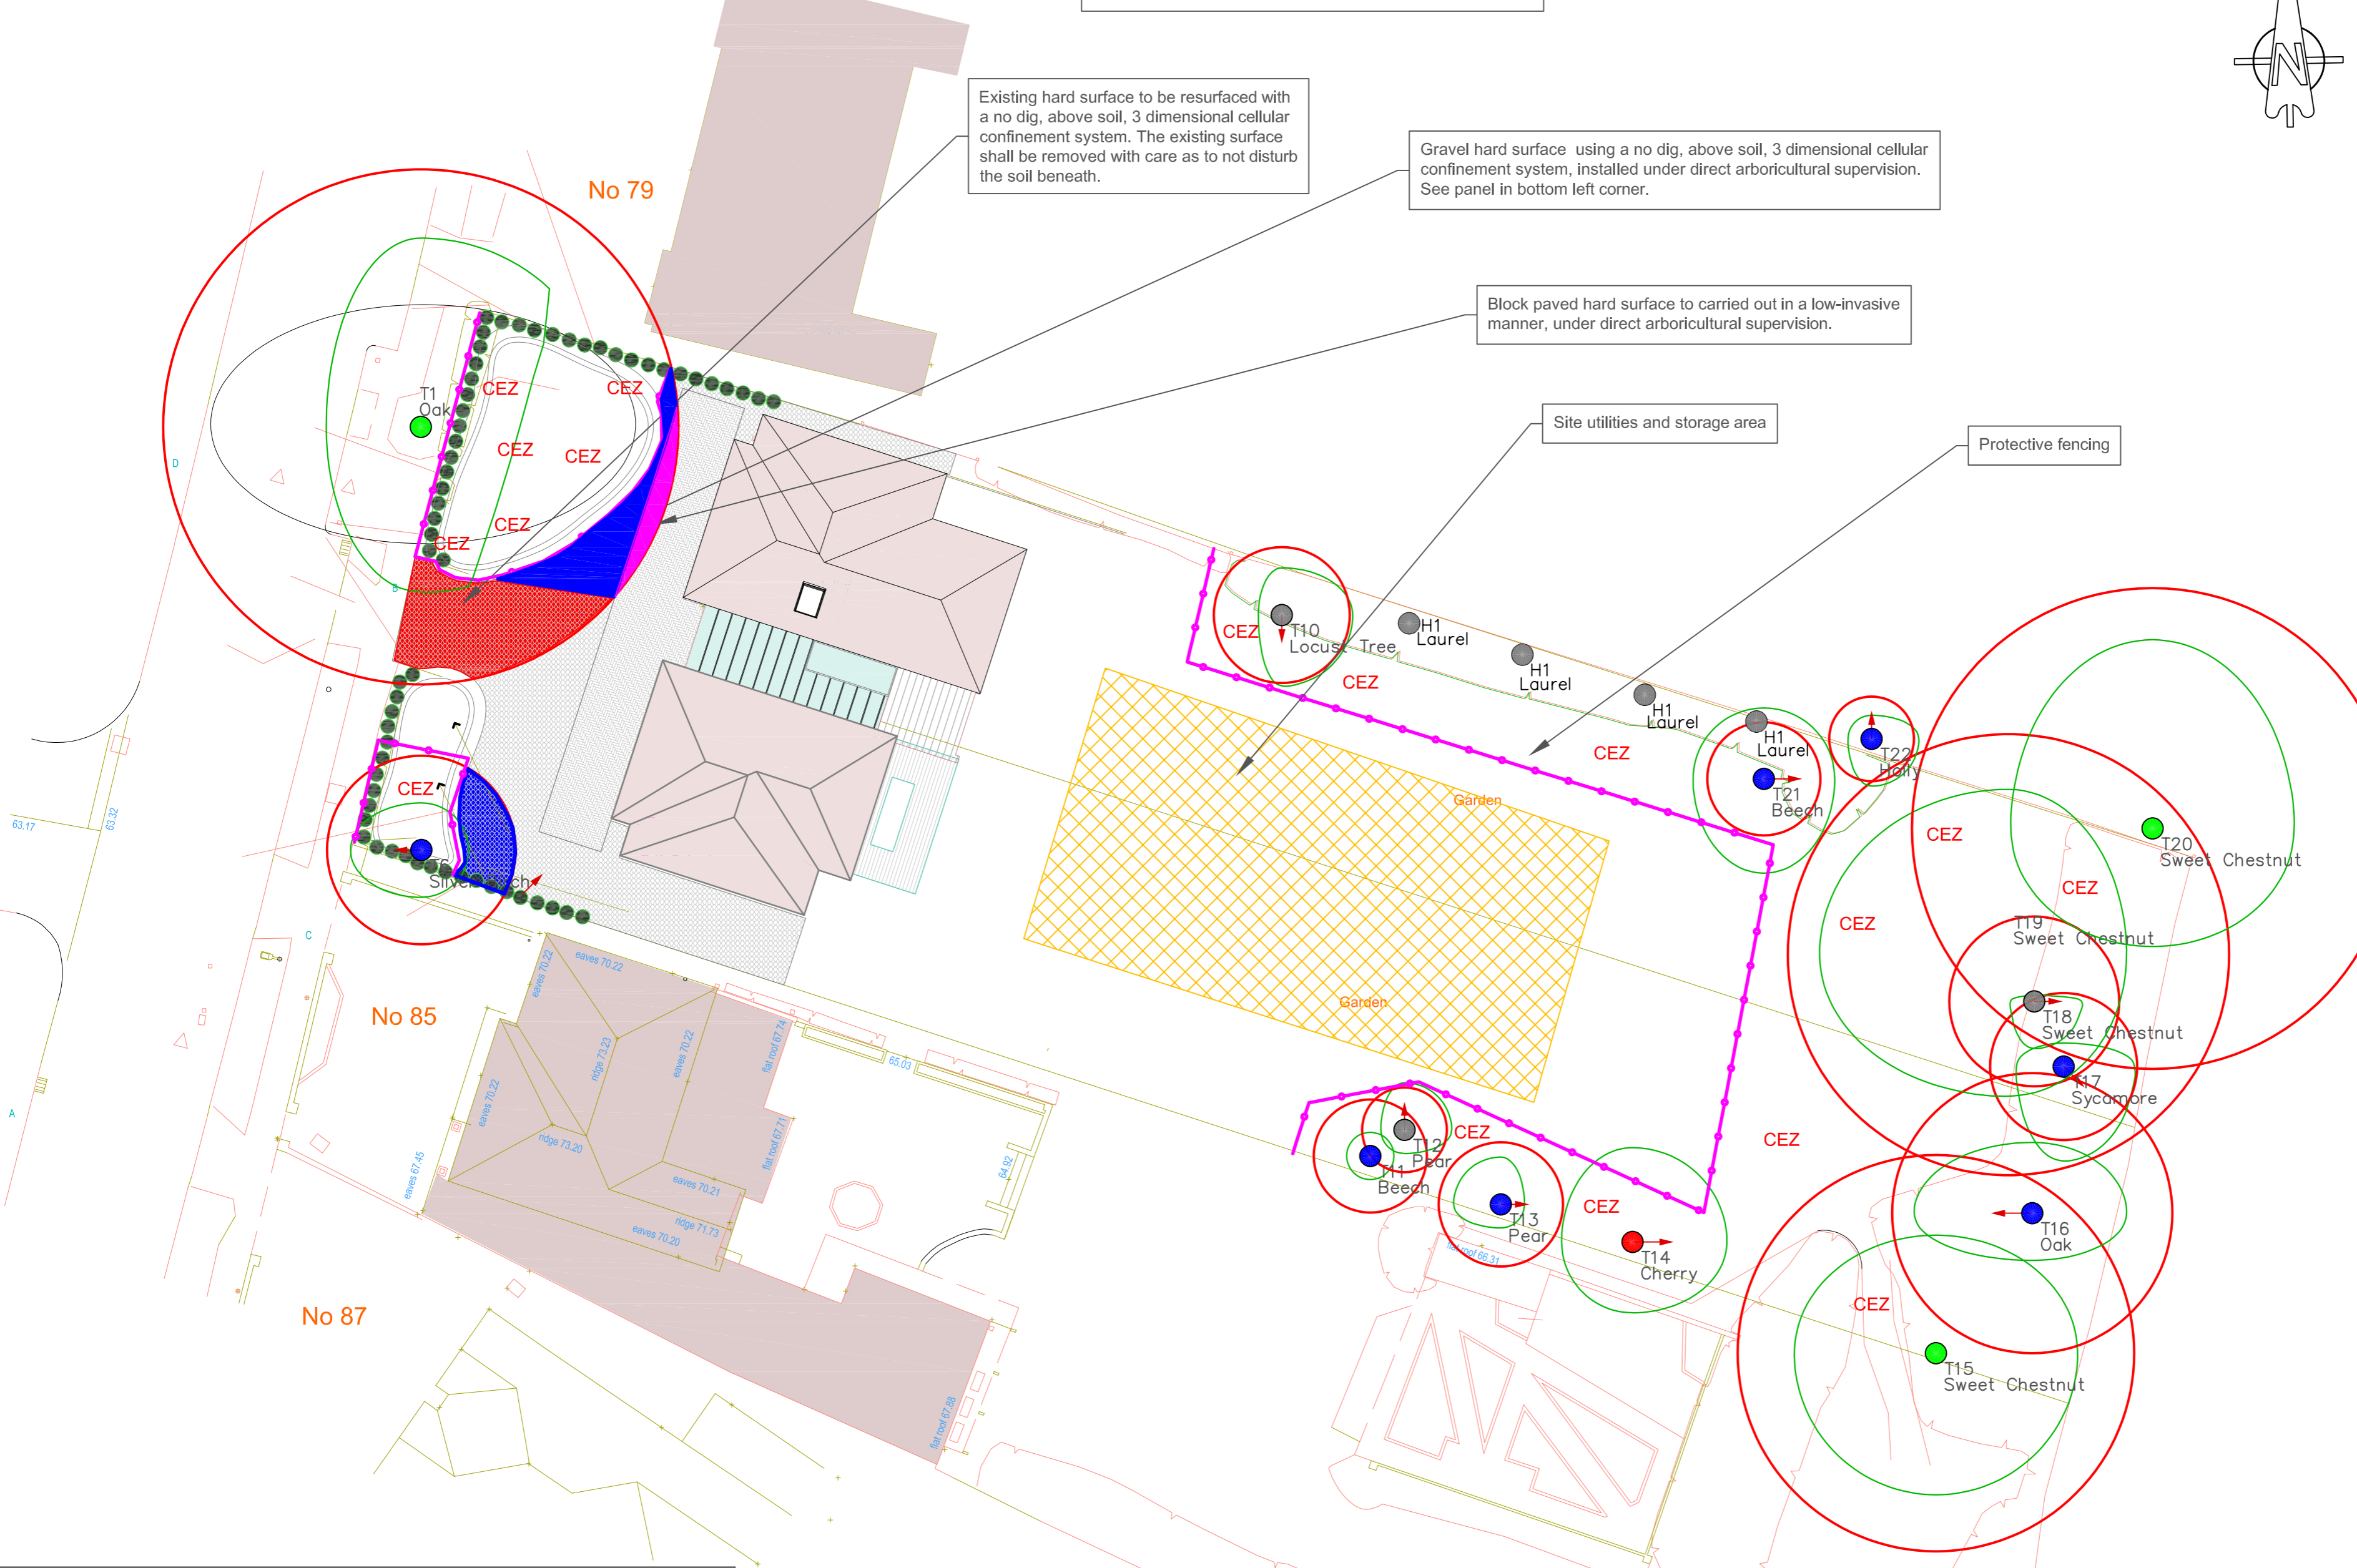 N
Existing hard surface to be resurfaced with
a no dig, above soil, 3 dimensional cellular
confinement system. The existing surface
shall be removed with care as to not disturb
the soil beneath.
Gravel hard surface using a no dig, above soil, 3 dimensional cellular
confinement system, installed under direct arboricultural supervision.
See panel in bottom left corner.
Block paved hard surface to carried out in a low-invasive
manner, under direct arboricultural supervision.
Site utilities and storage area
Protective fencing
No 79
T1
Oak
CEZ
CEZ
CEZ
CEZ
CEZ
CEZ
D
B
CEZ
63.17
63.32
C
A
T10
Locust Tree
CEZ
CEZ
CEZ
H1
Laurel
H1
Laurel
H1
Laurel
H1
Laurel
T21
Beech
T22
Holly
T20
Sweet Chestnut
CEZ
CEZ
CEZ
T19
Sweet Chestnut
T18
Sweet Chestnut
T17
Sycamore
T16
Oak
T15
Sweet Chestnut
CEZ
CEZ
Garden
Garden
T12
Pear
CEZ
T11
Beech
T13
Pear
CEZ
T14
Cherry
flat roof 66.31
No 85
eaves 70.22
eaves 70.22
ridge 73.23
eaves 70.22
flat roof 67.74
65.03
eaves 70.22
ridge 73.20
flat roof 67.71
64.92
eaves 67.45
eaves 70.21
ridge 71.73
eaves 70.20
flat roof 67.88
No 87